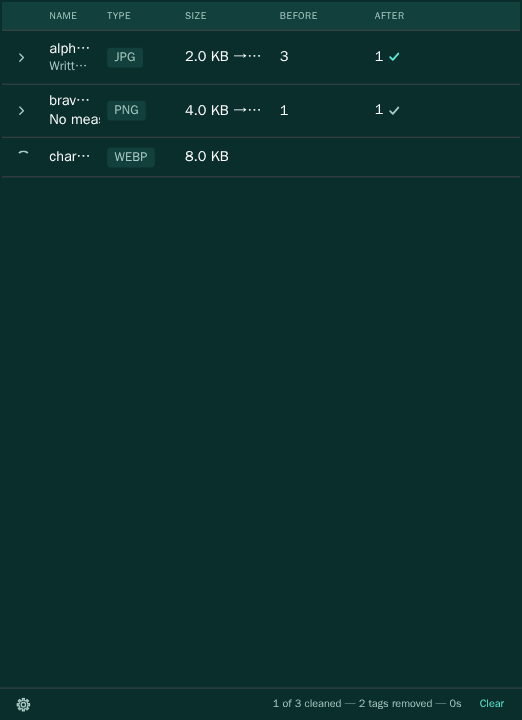 NAME TYPE SIZE BEFORE AFTER
alph··· JPG 2.0 KB →··· 3 1
Writt···
brav··· PNG 4.0 KB →··· 1 1
No meas
char··· WEBP 8.0 KB
1 of 3 cleaned — 2 tags removed — 0s Clear